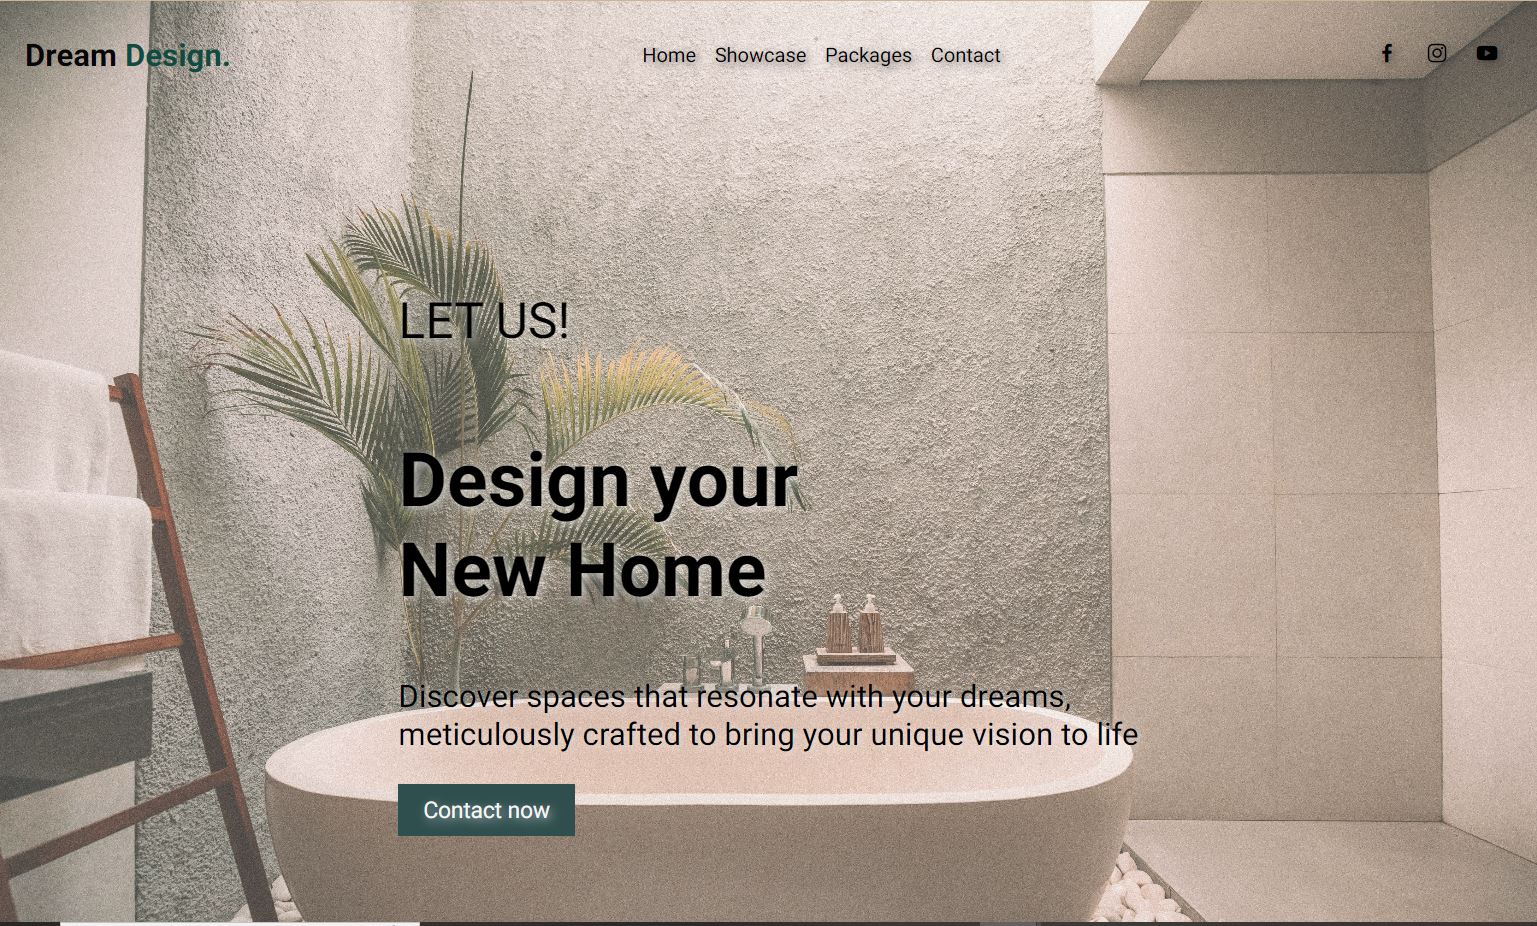 Dream Design.
Home Showcase Packages Contact
LET US!
Design your
New Home
Discover spaces that resonate with your dreams,
meticulously crafted to bring your unique vision to life
Contact now